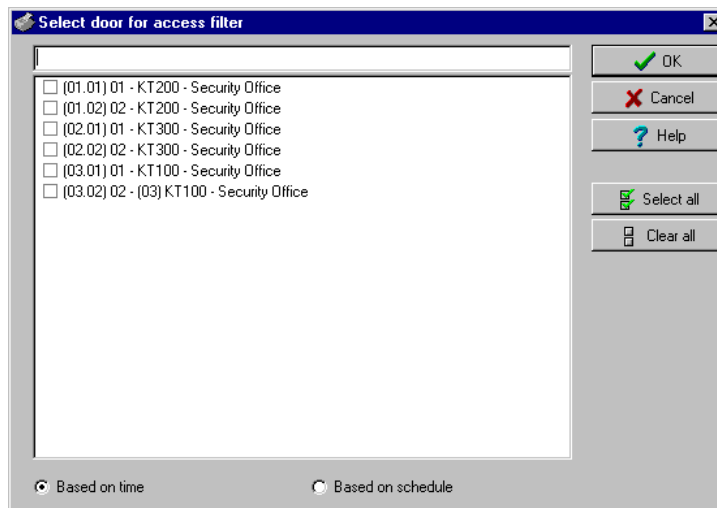 Select door for access filter
OK
(01.01) 01 - KT200 - Security Office
(01.02) 02 - KT200 - Security Office
Cancel
(02.01) 01 - KT300 - Security Office
Help
(02.02) 02 - KT300 - Security Office
(03.01) 01 - KT100 - Security Office
(03.02) 02 - (03) KT100 - Security Office
Select all
Clear all
Based on time
Based on schedule